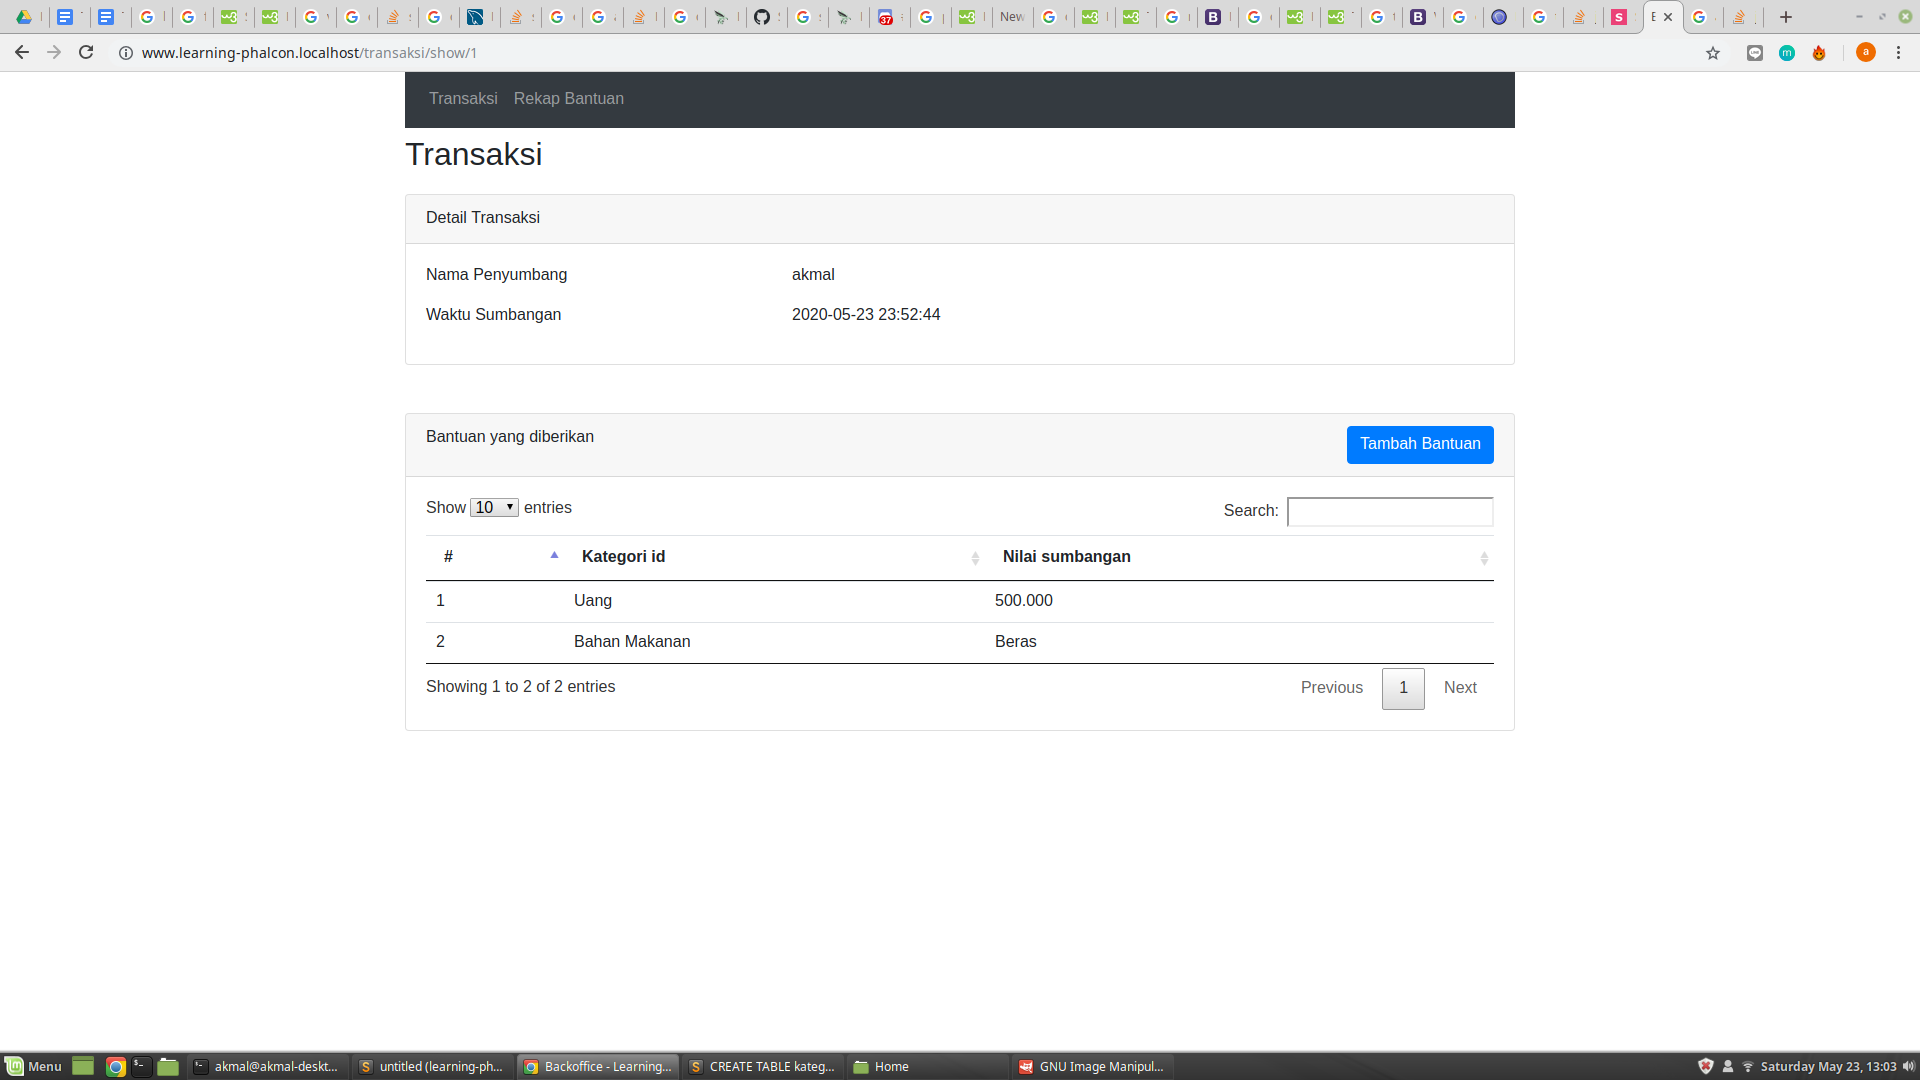 New
37
www.learning-phalcon.localhost/transaksi/show/1
a
Transaksi Rekap Bantuan
Transaksi
Detail Transaksi
Nama Penyumbang akmal
Waktu Sumbangan 2020-05-23 23:52:44
Bantuan yang diberikan Tambah Bantuan
Show 10 entries Search:
# Kategori id Nilai sumbangan
1 Uang 500.000
2 Bahan Makanan Beras
Showing 1 to 2 of 2 entries Previous 1 Next
Menu akmal@akmal-deskt... untitled (learning-ph... Backoffice - Learning... CREATE TABLE kateg... Home GNU Image Manipul... Saturday May 23, 13:03